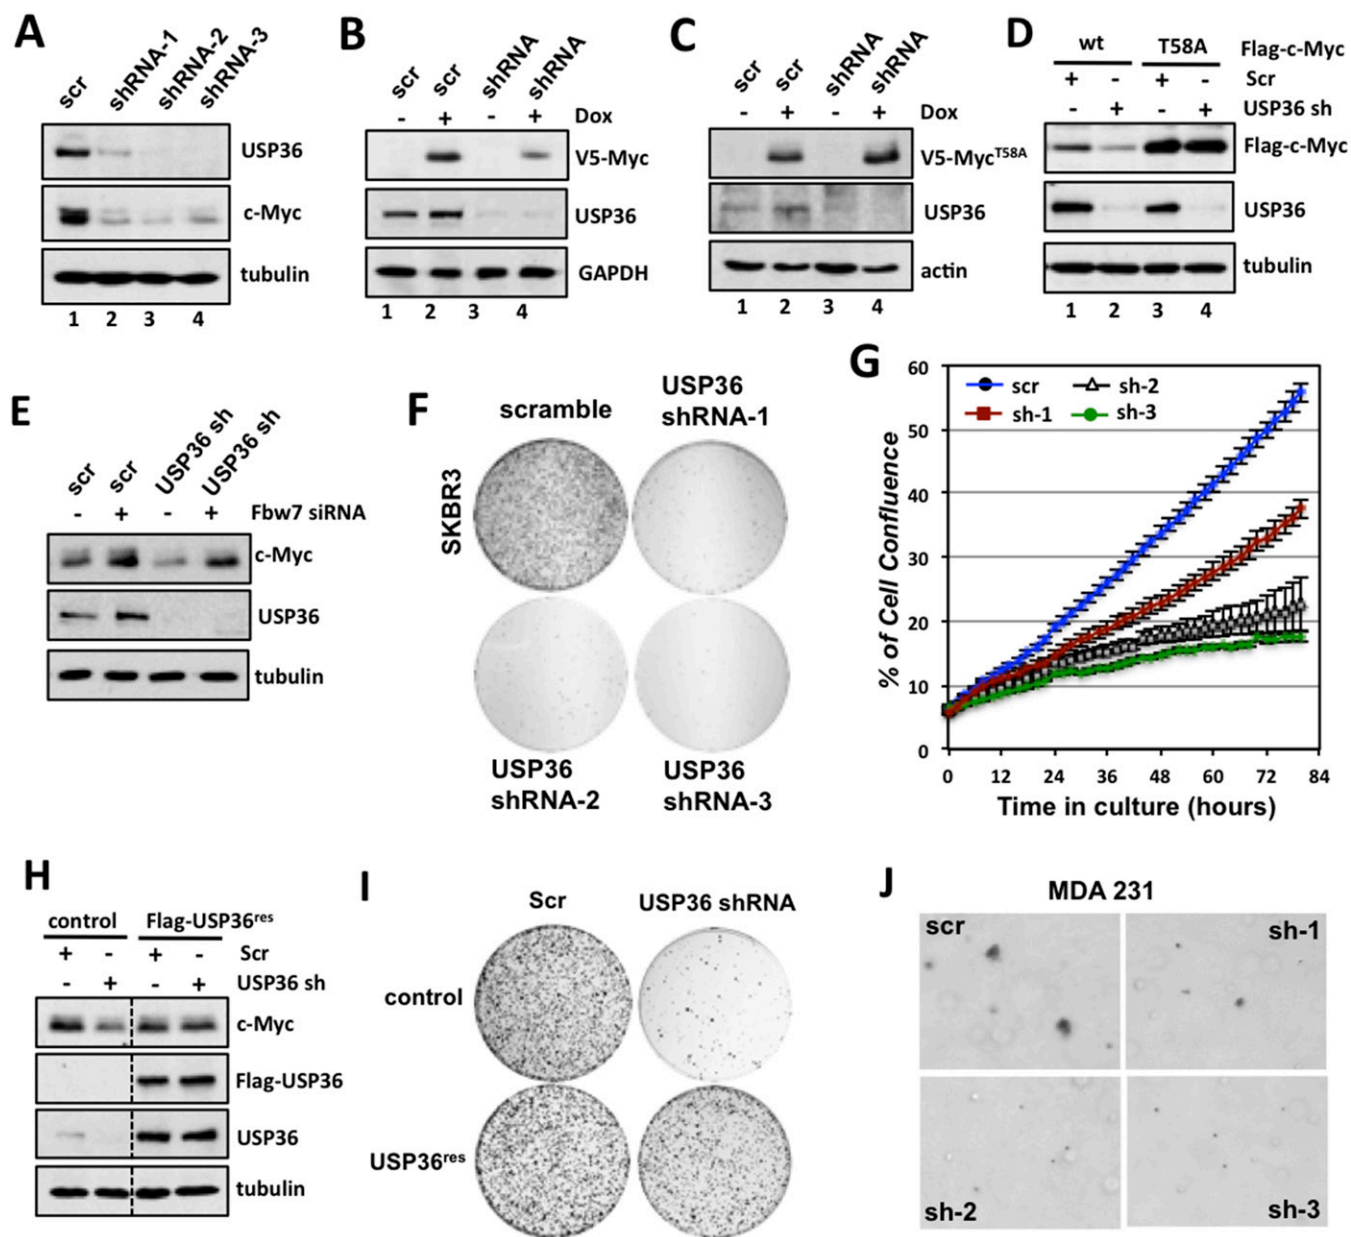 A
scr
shRNA-1
shRNA-2
shRNA-3
USP36
c-Myc
tubulin
1 2 3 4
B
scr
scr
shRNA
shRNA
- + - + Dox
V5-Myc
USP36
GAPDH
1 2 3 4
C
scr
scr
shRNA
shRNA
- + - + Dox
V5-Myc^T58A
USP36
actin
1 2 3 4
D
wt T58A Flag-c-Myc
+ - + - Scr
- + - + USP36 sh
Flag-c-Myc
USP36
tubulin
1 2 3 4
E
scr
scr
USP36 sh
USP36 sh
- + - + Fbw7 siRNA
c-Myc
USP36
tubulin
F
scramble
USP36
shRNA-1
SKBR3
USP36
shRNA-2
USP36
shRNA-3
G
60
50
40
30
20
10
0
% of Cell Confluence
scr sh-2
sh-1 sh-3
0 12 24 36 48 60 72 84
Time in culture (hours)
H
control Flag-USP36^res
+ - + - Scr
- + - + USP36 sh
c-Myc
Flag-USP36
USP36
tubulin
I
Scr USP36 shRNA
control
USP36^res
J
MDA 231
scr sh-1
sh-2 sh-3